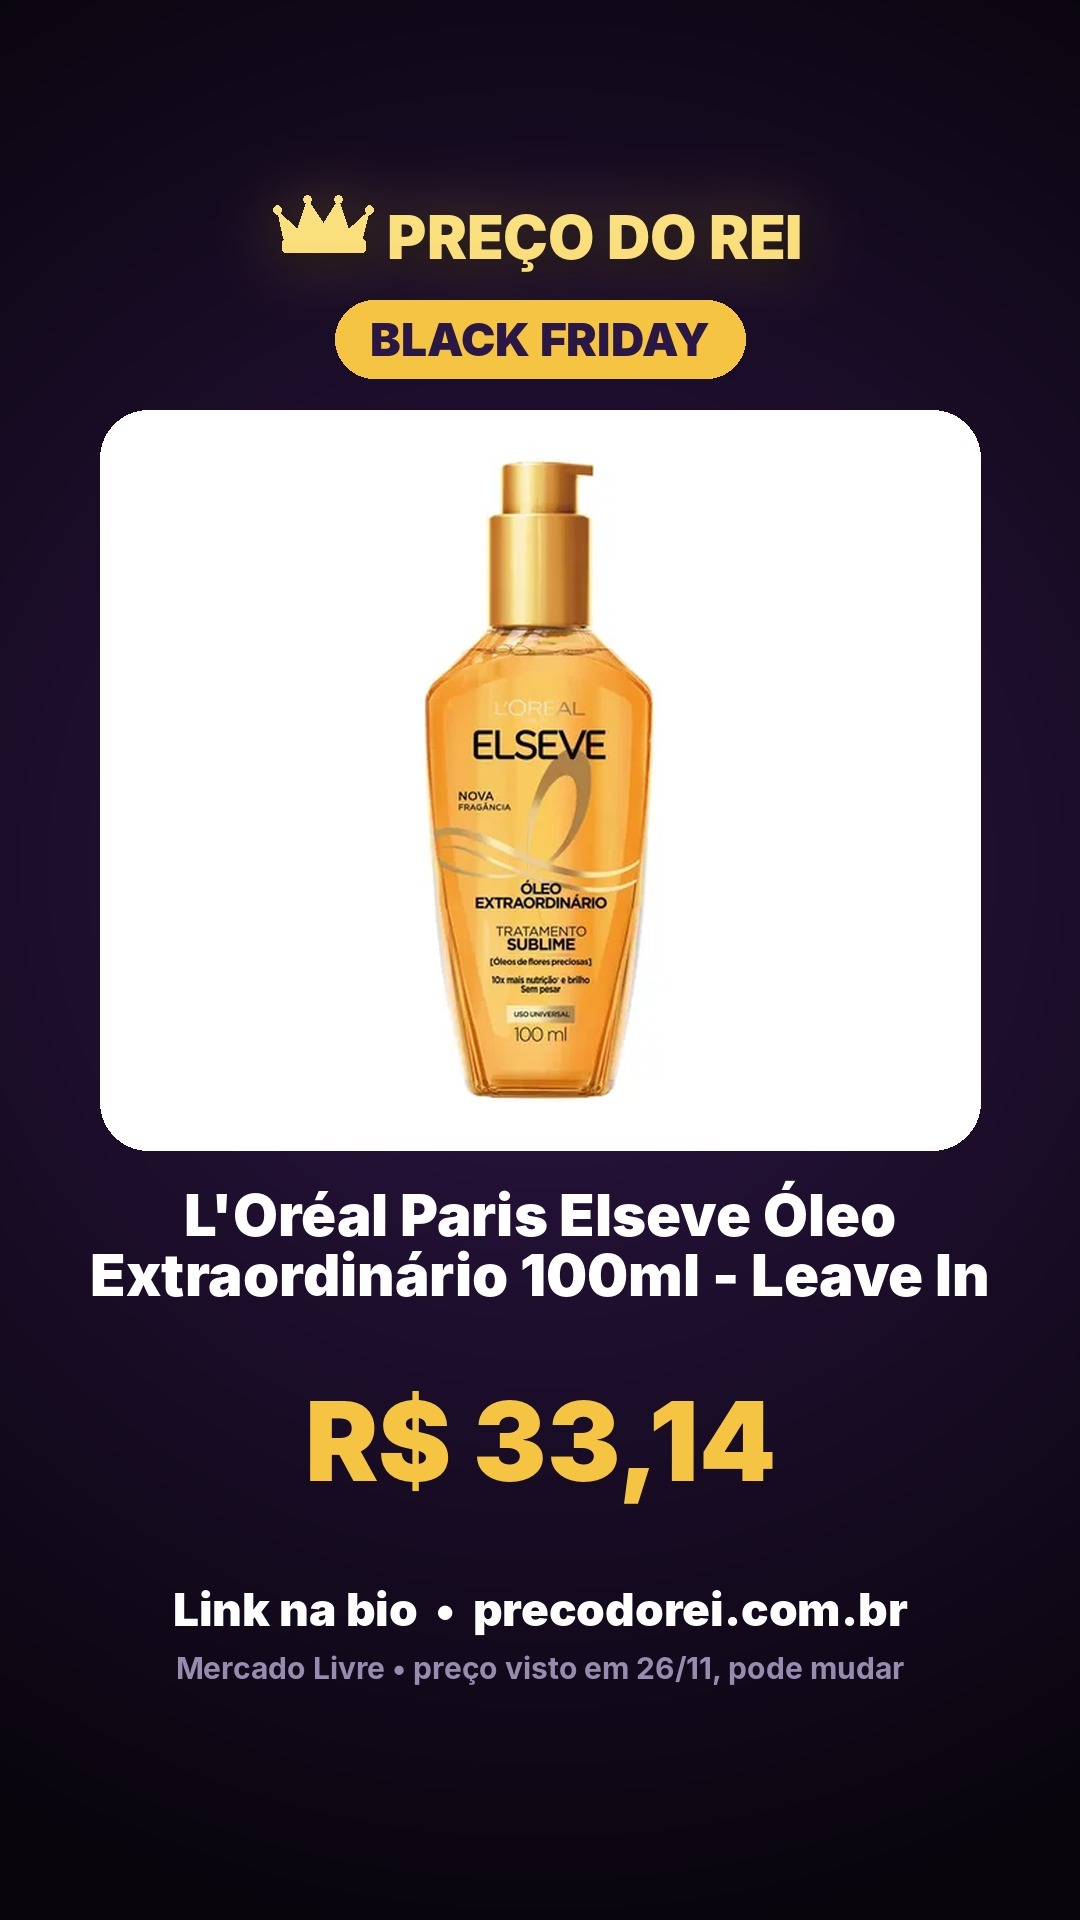 PREÇO DO REI
BLACK FRIDAY
L'ORÉAL
ELSEVE
NOVA
FRAGÂNCIA
ÓLEO
EXTRAORDINÁRIO
TRATAMENTO
SUBLIME
[Óleos de flores preciosas]
10x mais nutrição¹ e brilho
Sem pesar
USO UNIVERSAL
100 ml
L'Oréal Paris Elseve Óleo
Extraordinário 100ml - Leave In
R$ 33,14
Link na bio • precodorei.com.br
Mercado Livre • preço visto em 26/11, pode mudar